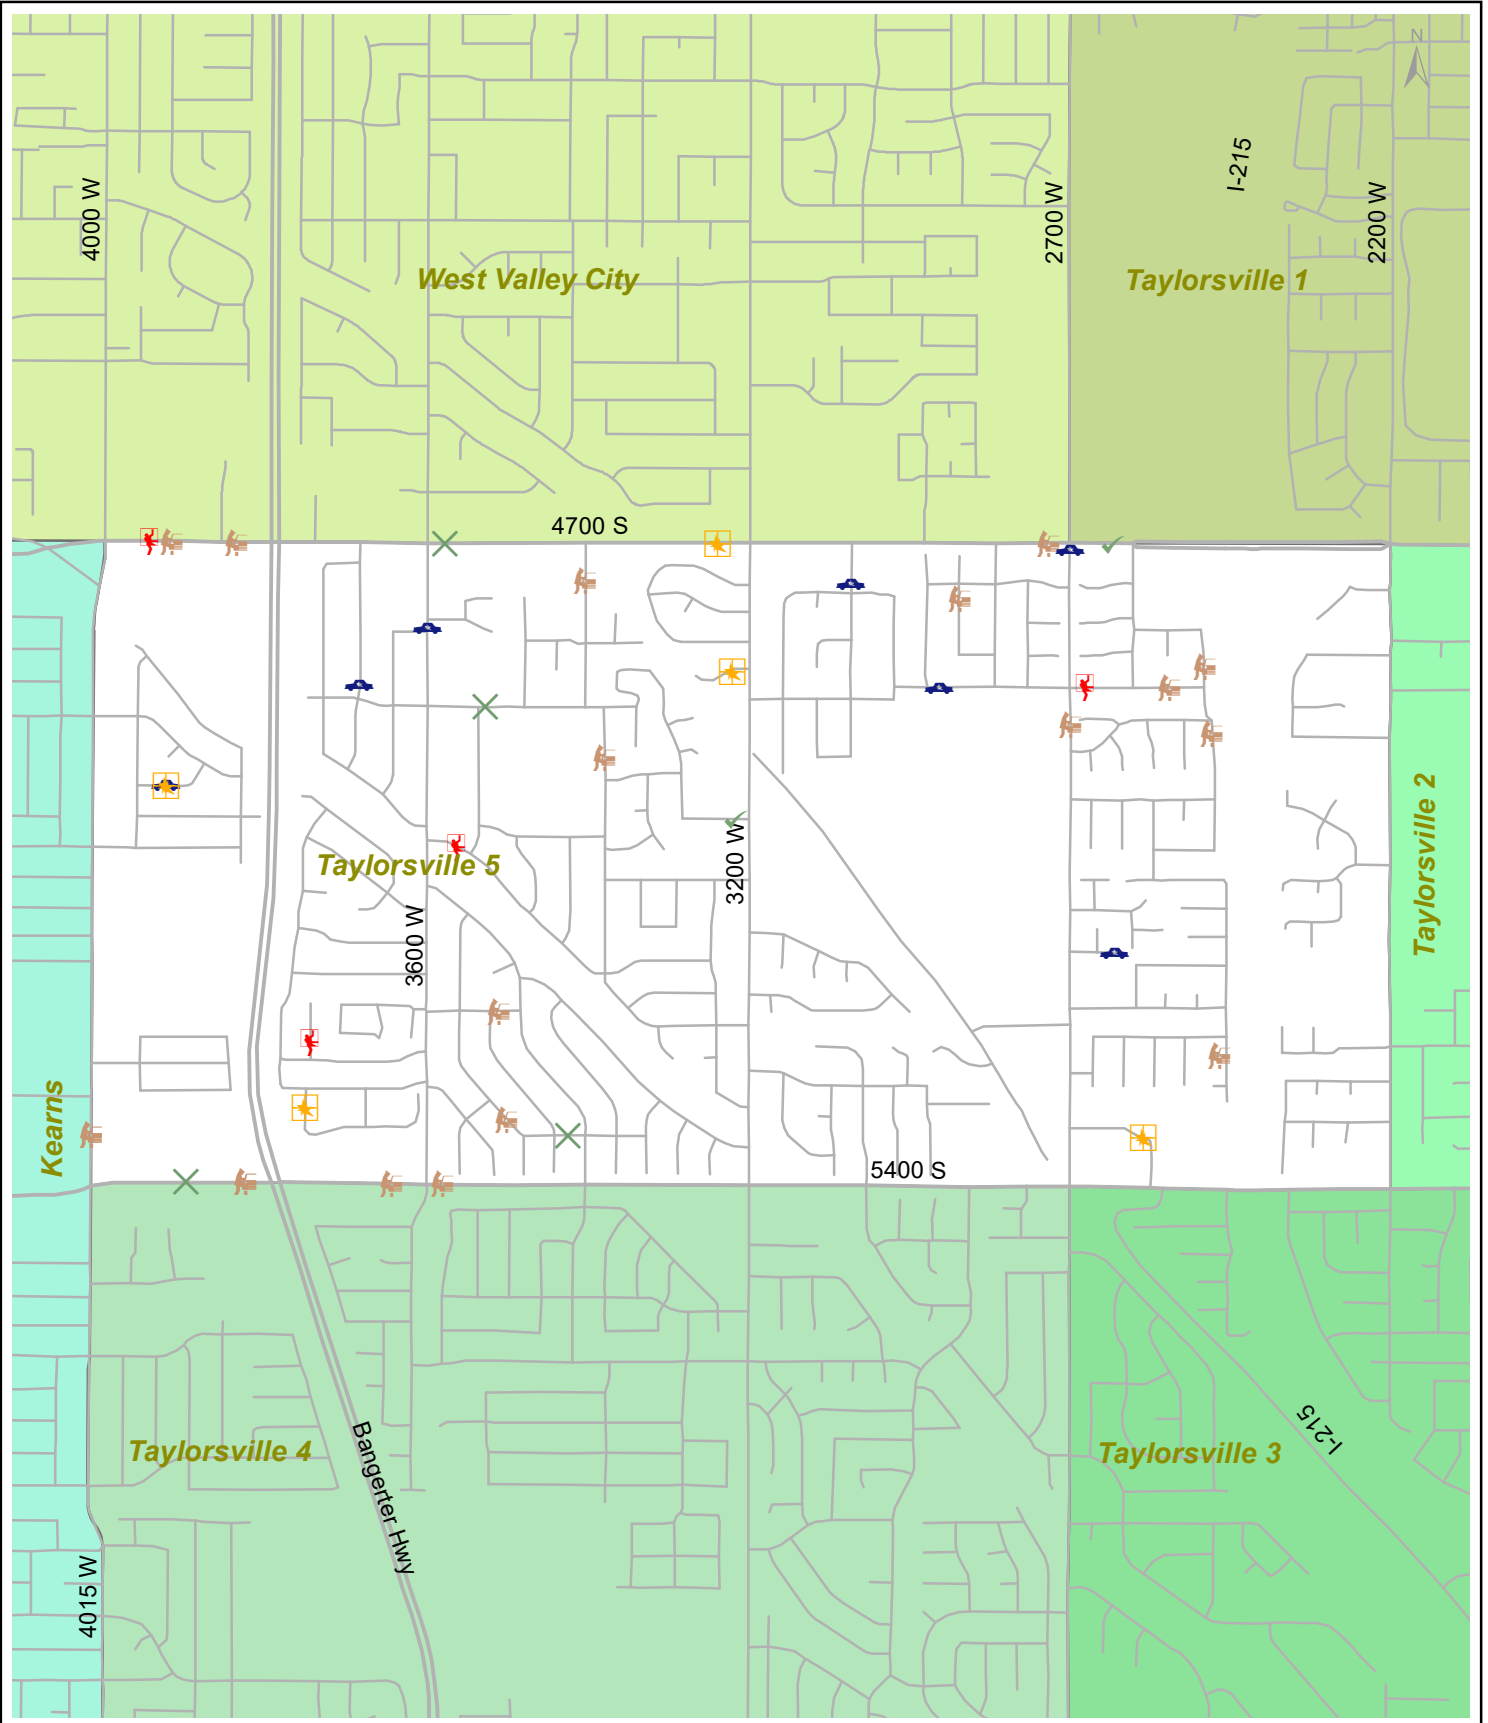 N
I-215
4000 W
2700 W
2200 W
West Valley City
Taylorsville 1
4700 S
Taylorsville 2
3200 W
Taylorsville 5
3600 W
Kearns
5400 S
Taylorsville 4
Bangerter Hwy
Taylorsville 3
I-215
4015 W